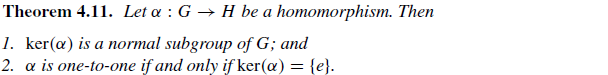 Theorem 4.11. Let α : G → H be a homomorphism. Then
1. ker(α) is a normal subgroup of G; and
2. α is one-to-one if and only if ker(α) = {e}.